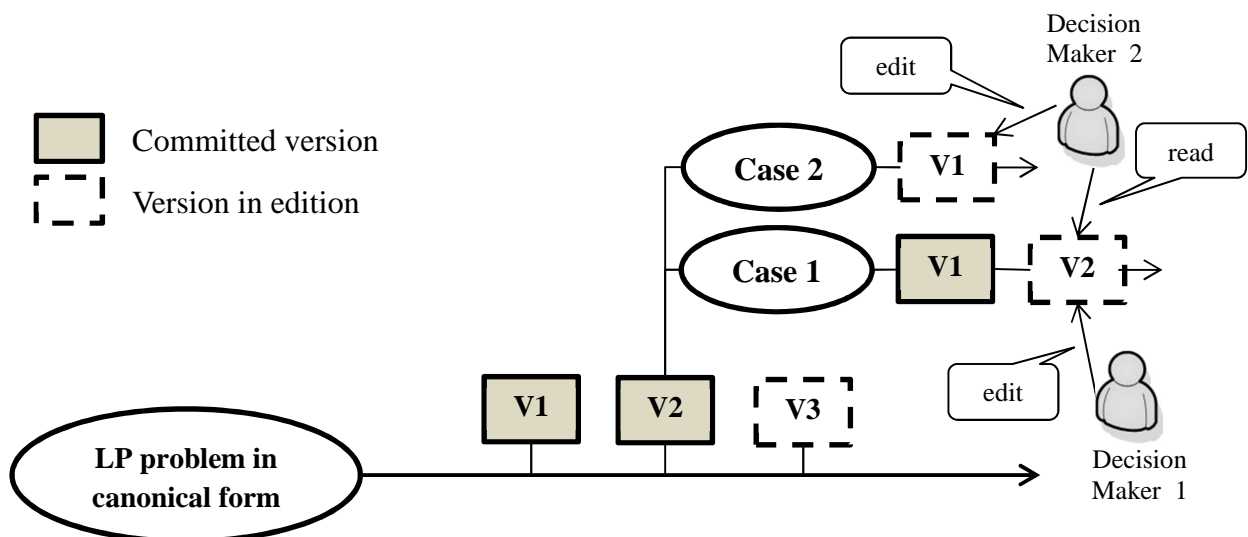 Decision
Maker 2
edit
Committed version
read
Case 2
V1
Version in edition
Case 1
V1
V2
edit
V1
V2
V3
LP problem in
canonical form
Decision
Maker 1